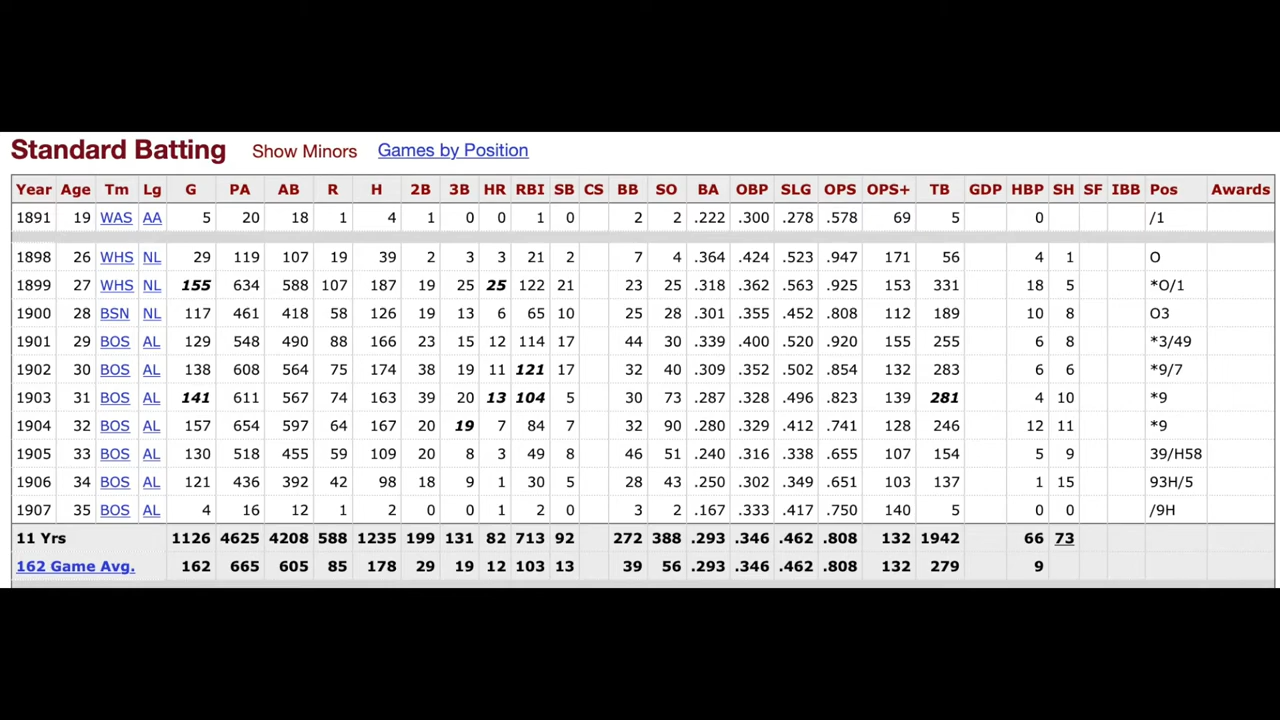 Standard Batting Show Minors Games by Position
Year Age Tm Lg G PA AB R H 2B 3B HR RBI SB CS BB SO BA OBP SLG OPS OPS+ TB GDP HBP SH SF IBB Pos Awards
1891 19 WAS AA 5 20 18 1 4 1 0 0 1 0 2 2 .222 .300 .278 .578 69 5 0 /1
1898 26 WHS NL 29 119 107 19 39 2 3 3 21 2 7 4 .364 .424 .523 .947 171 56 4 1 O
1899 27 WHS NL 155 634 588 107 187 19 25 25 122 21 23 25 .318 .362 .563 .925 153 331 18 5 *O/1
1900 28 BSN NL 117 461 418 58 126 19 13 6 65 10 25 28 .301 .355 .452 .808 112 189 10 8 O3
1901 29 BOS AL 129 548 490 88 166 23 15 12 114 17 44 30 .339 .400 .520 .920 155 255 6 8 *3/49
1902 30 BOS AL 138 608 564 75 174 38 19 11 121 17 32 40 .309 .352 .502 .854 132 283 6 6 *9/7
1903 31 BOS AL 141 611 567 74 163 39 20 13 104 5 30 73 .287 .328 .496 .823 139 281 4 10 *9
1904 32 BOS AL 157 654 597 64 167 20 19 7 84 7 32 90 .280 .329 .412 .741 128 246 12 11 *9
1905 33 BOS AL 130 518 455 59 109 20 8 3 49 8 46 51 .240 .316 .338 .655 107 154 5 9 39/H58
1906 34 BOS AL 121 436 392 42 98 18 9 1 30 5 28 43 .250 .302 .349 .651 103 137 1 15 93H/5
1907 35 BOS AL 4 16 12 1 2 0 0 1 2 0 3 2 .167 .333 .417 .750 140 5 0 0 /9H
11 Yrs 1126 4625 4208 588 1235 199 131 82 713 92 272 388 .293 .346 .462 .808 132 1942 66 73
162 Game Avg. 162 665 605 85 178 29 19 12 103 13 39 56 .293 .346 .462 .808 132 279 9